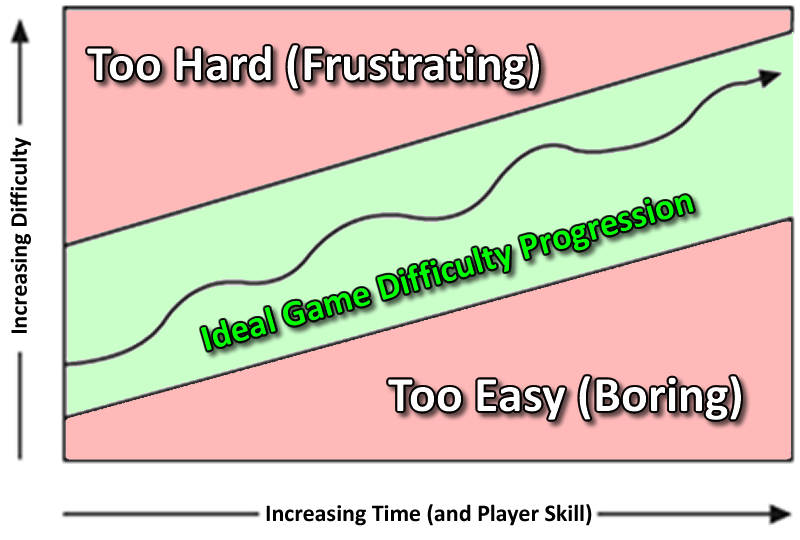 Too Hard (Frustrating)
Increasing Difficulty
Ideal Game Difficulty Progression
Too Easy (Boring)
Increasing Time (and Player Skill)